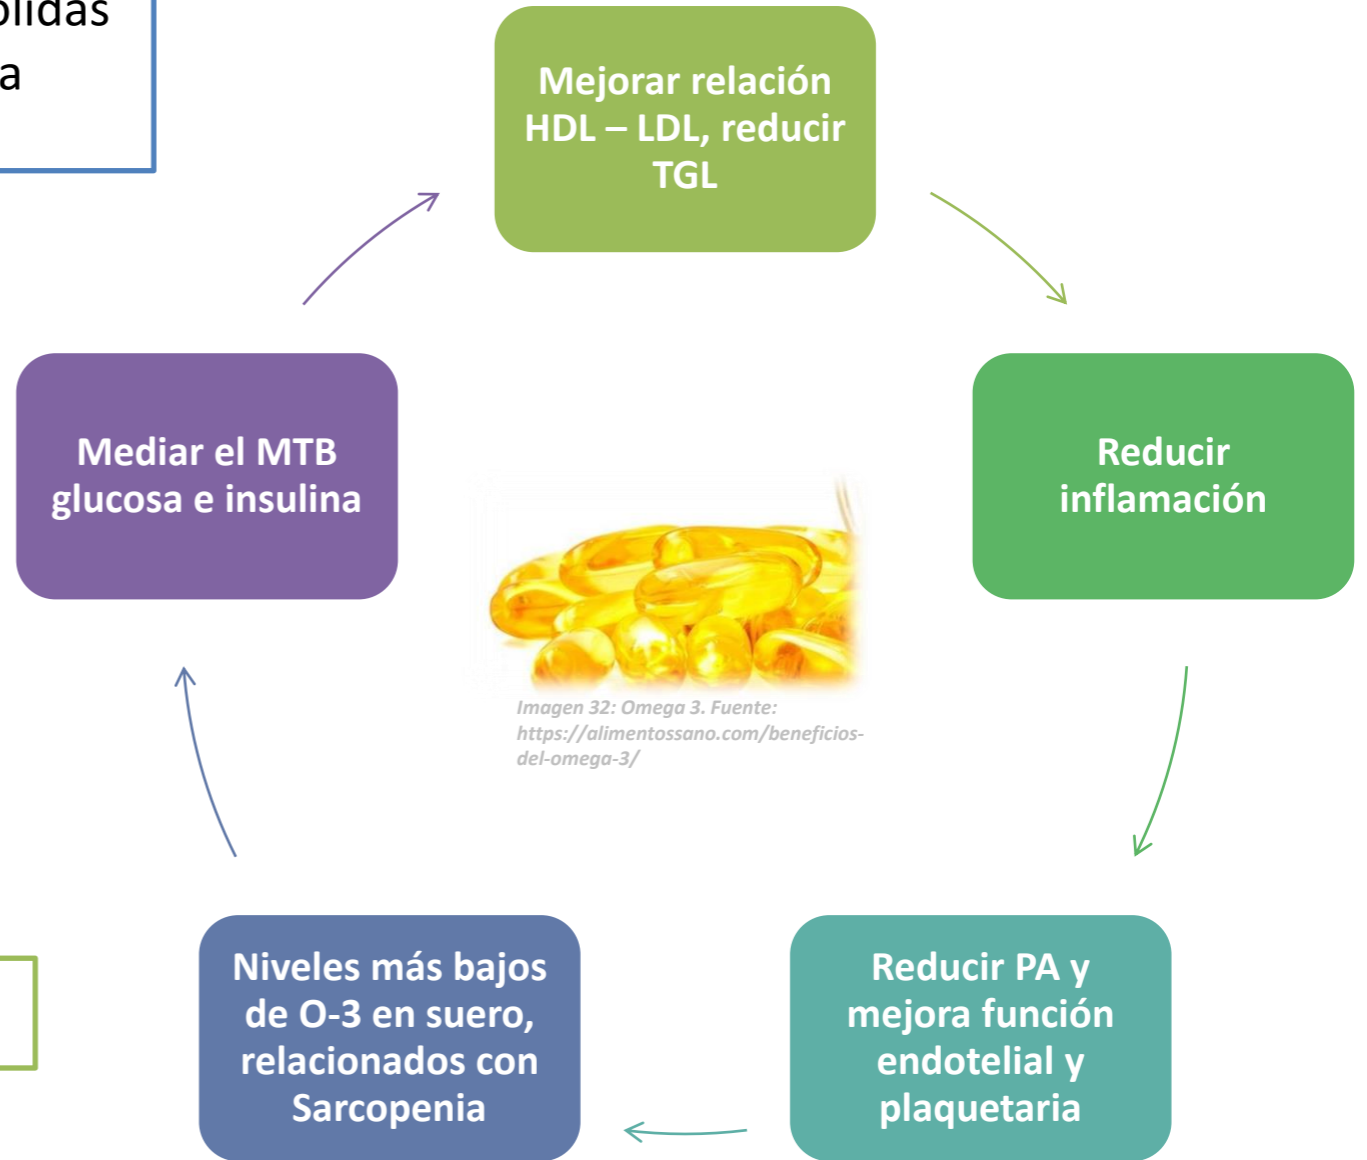 a
Mejorar relación
HDL – LDL, reducir
TGL
Reducir
inflamación
Reducir PA y
mejora función
endotelial y
plaquetaria
Niveles más bajos
de O-3 en suero,
relacionados con
Sarcopenia
Mediar el MTB
glucosa e insulina
Imagen 32: Omega 3. Fuente:
https://alimentossano.com/beneficios-
del-omega-3/